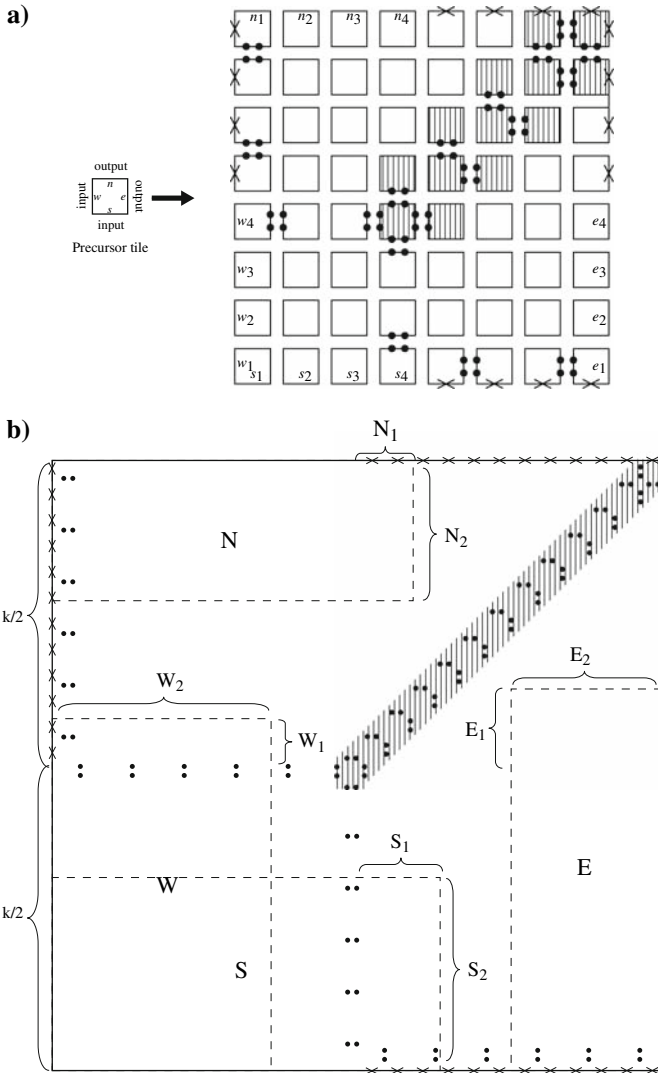 a)
n1 n2 n3 n4
output
input n w e s output
input
Precursor tile
w4 e4
w3 e3
w2 e2
w1 e1
s1 s2 s3 s4
b)
N1
N
N2
k/2
W2
E2
W1
E1
S1
E
W
k/2
S
S2